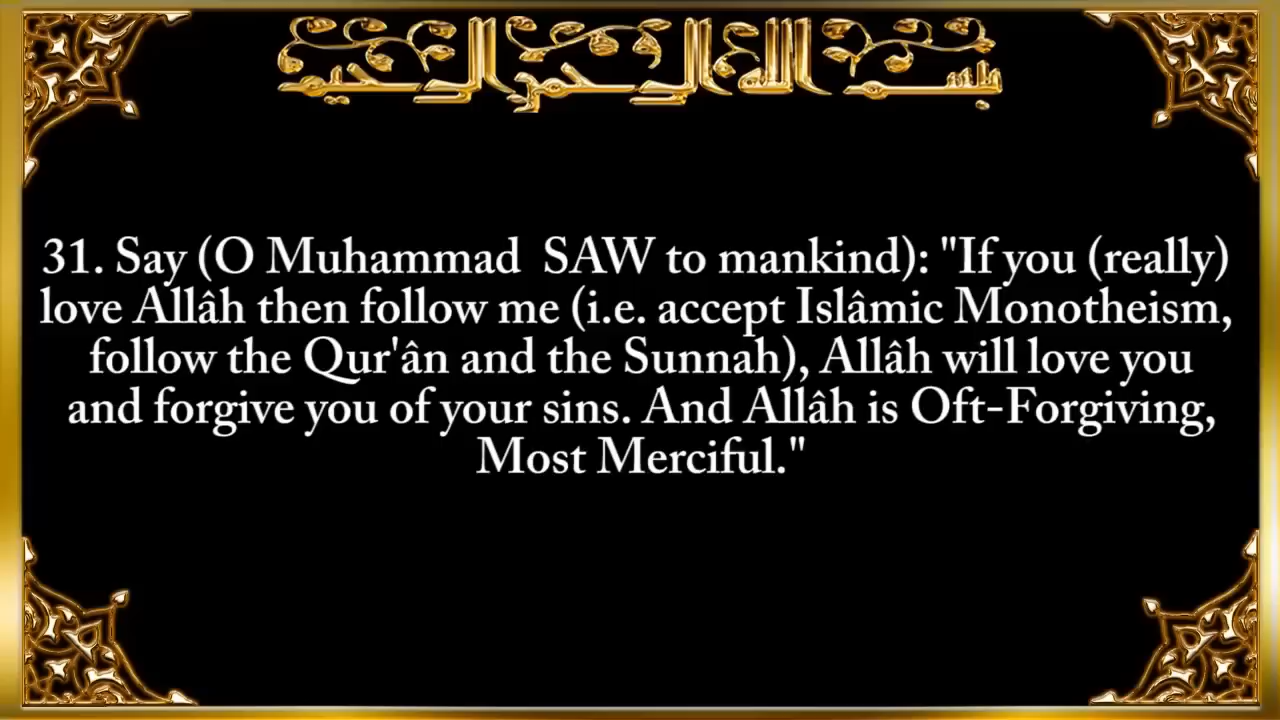 بسم الله الرحمن الرحيم
31. Say (O Muhammad  SAW to mankind): "If you (really)
love Allâh then follow me (i.e. accept Islâmic Monotheism,
follow the Qur'ân and the Sunnah), Allâh will love you
and forgive you of your sins. And Allâh is Oft-Forgiving,
Most Merciful."